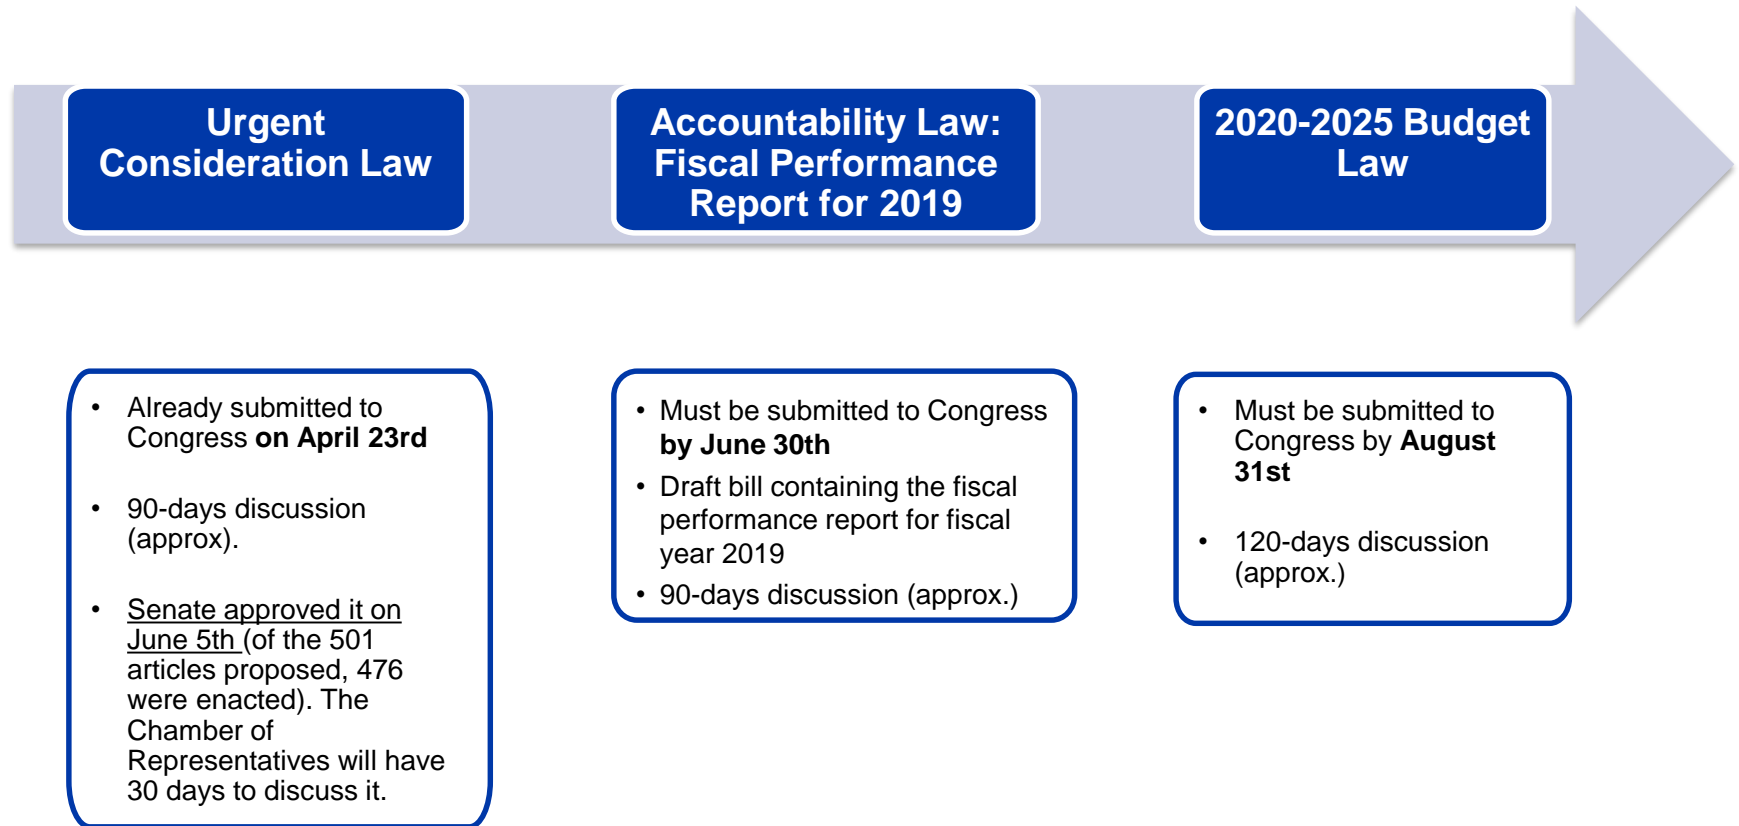 Urgent
Consideration Law
Accountability Law:
Fiscal Performance
Report for 2019
2020-2025 Budget
Law
• Already submitted to
Congress on April 23rd
• 90-days discussion
(approx).
• Senate approved it on
June 5th (of the 501
articles proposed, 476
were enacted). The
Chamber of
Representatives will have
30 days to discuss it.
• Must be submitted to Congress
by June 30th
• Draft bill containing the fiscal
performance report for fiscal
year 2019
• 90-days discussion (approx.)
• Must be submitted to
Congress by August
31st
• 120-days discussion
(approx.)